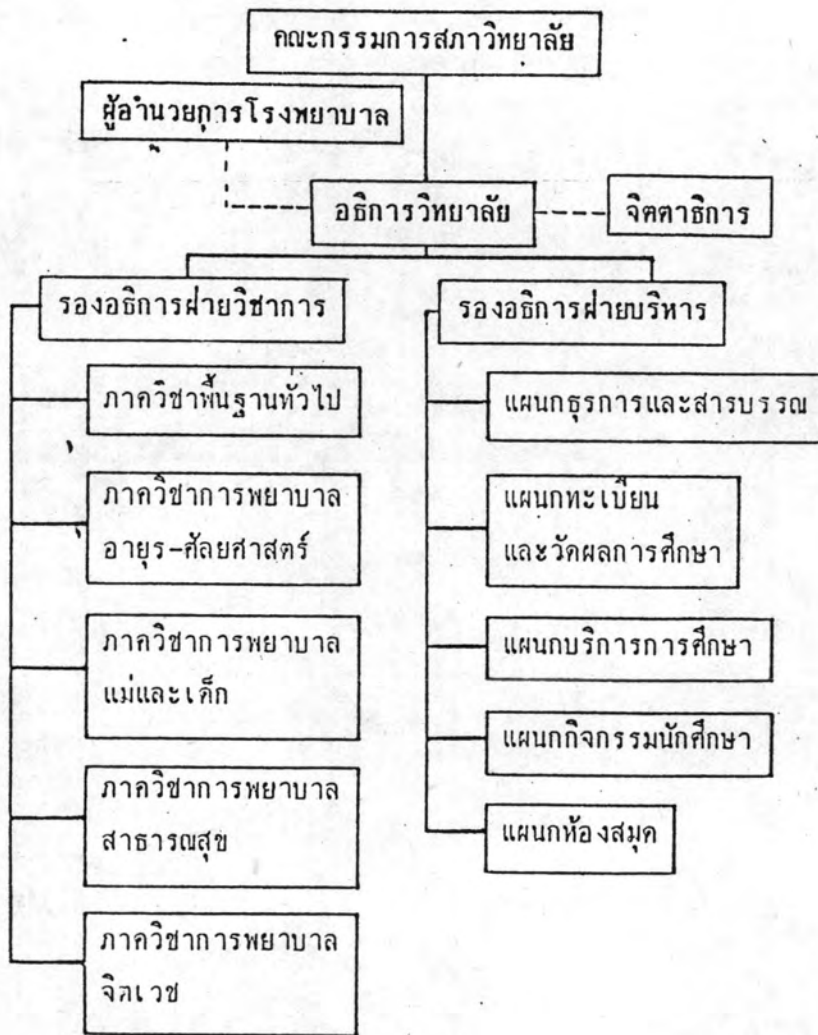 คณะกรรมการสภาวิทยาลัย
ผู้อำนวยการโรงพยาบาล
อธิการวิทยาลัย
จิตตาธิการ
รองอธิการฝ่ายวิชาการ
ภาควิชาพื้นฐานทั่วไป
ภาควิชาการพยาบาล
อายุร-ศัลยศาสตร์
ภาควิชาการพยาบาล
แม่และเด็ก
ภาควิชาการพยาบาล
สาธารณสุข
ภาควิชาการพยาบาล
จิตเวช
รองอธิการฝ่ายบริหาร
แผนกธุรการและสารบรรณ
แผนกทะเบียน
และวัดผลการศึกษา
แผนกบริการการศึกษา
แผนกกิจกรรมนักศึกษา
แผนกห้องสมุด